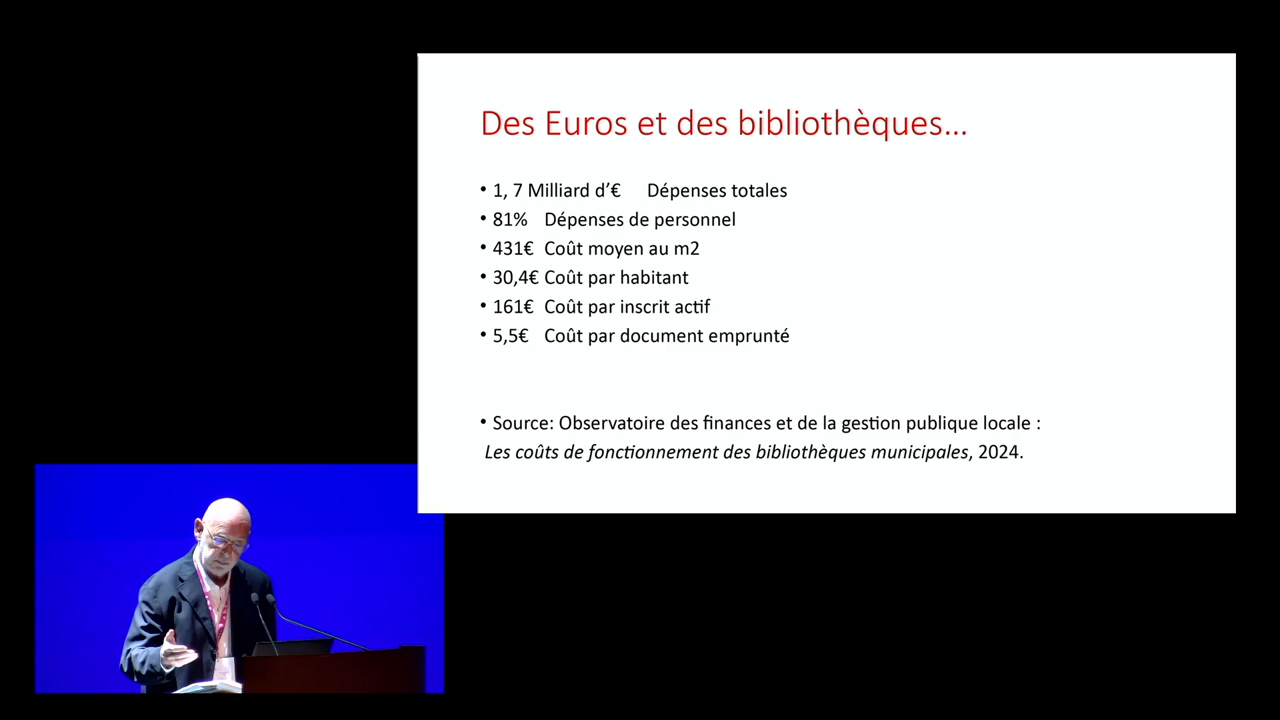 Des Euros et des bibliothèques...
• 1, 7 Milliard d’€ Dépenses totales
• 81% Dépenses de personnel
• 431€ Coût moyen au m2
• 30,4€ Coût par habitant
• 161€ Coût par inscrit actif
• 5,5€ Coût par document emprunté
• Source: Observatoire des finances et de la gestion publique locale :
Les coûts de fonctionnement des bibliothèques municipales, 2024.